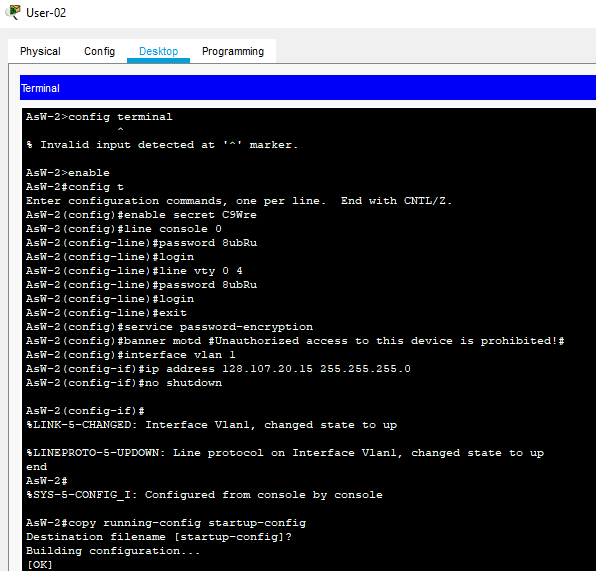 User-02
Physical Config Desktop Programming
Terminal
AsW-2>config terminal
^
% Invalid input detected at '^' marker.
AsW-2>enable
AsW-2#config t
Enter configuration commands, one per line. End with CNTL/Z.
AsW-2(config)#enable secret C9Wre
AsW-2(config)#line console 0
AsW-2(config-line)#password 8ubRu
AsW-2(config-line)#login
AsW-2(config-line)#line vty 0 4
AsW-2(config-line)#password 8ubRu
AsW-2(config-line)#login
AsW-2(config-line)#exit
AsW-2(config)#service password-encryption
AsW-2(config)#banner motd #Unauthorized access to this device is prohibited!#
AsW-2(config)#interface vlan 1
AsW-2(config-if)#ip address 128.107.20.15 255.255.255.0
AsW-2(config-if)#no shutdown
AsW-2(config-if)#
%LINK-5-CHANGED: Interface Vlan1, changed state to up
%LINEPROTO-5-UPDOWN: Line protocol on Interface Vlan1, changed state to up
end
AsW-2#
%SYS-5-CONFIG_I: Configured from console by console
AsW-2#copy running-config startup-config
Destination filename [startup-config]?
Building configuration...
[OK]